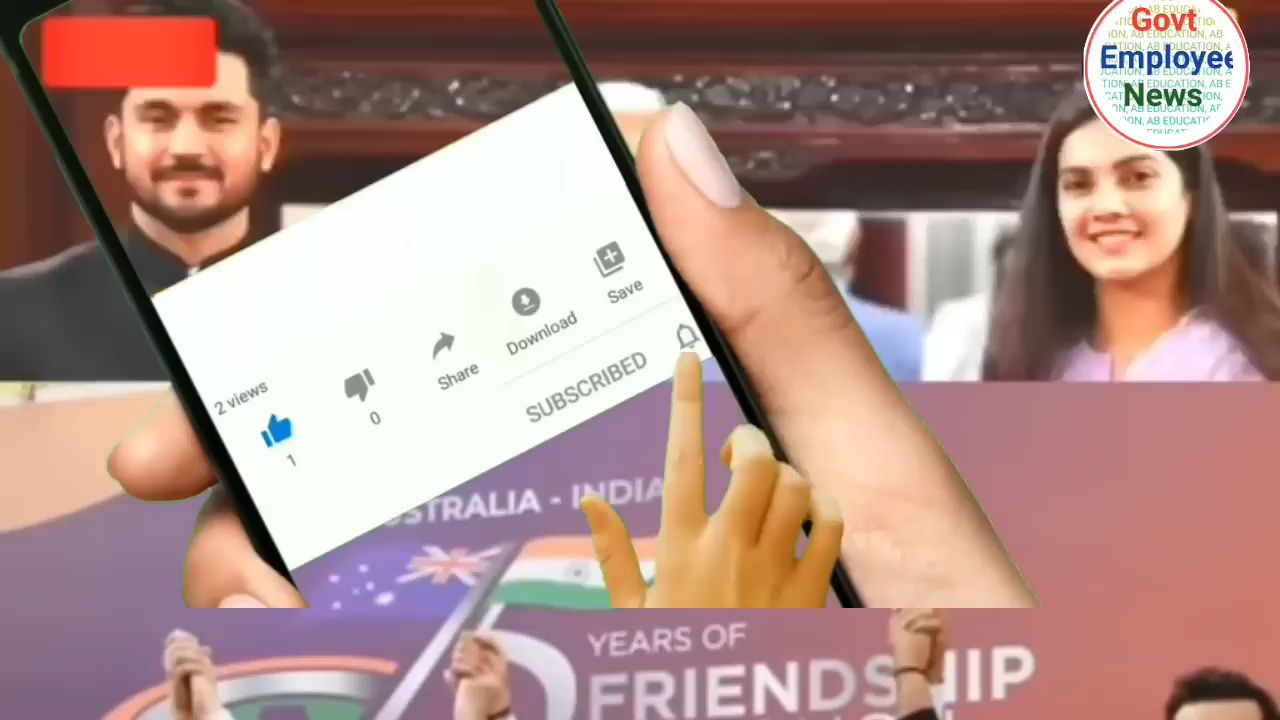 Govt
Employee
News
2 views
1
0
Share
Download
Save
SUBSCRIBED
AUSTRALIA - INDIA
YEARS OF
FRIENDSHIP